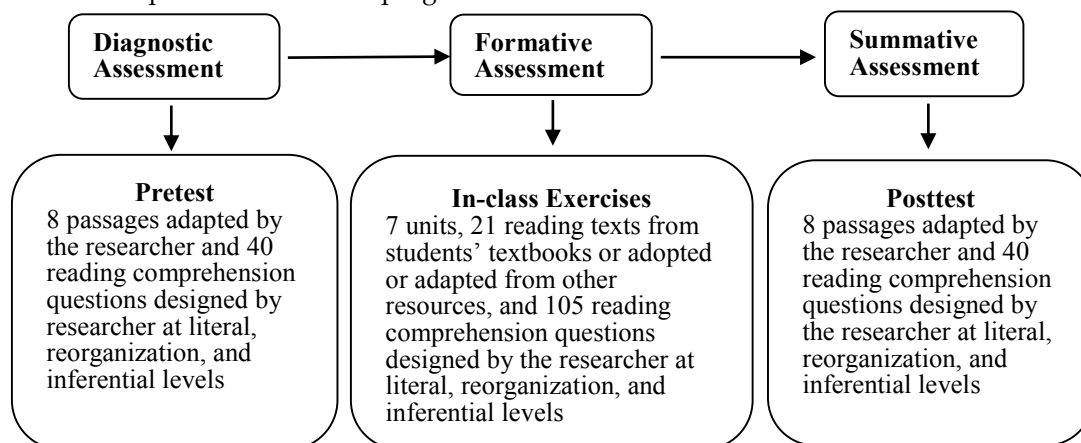 Diagnostic
Assessment
Formative
Assessment
Summative
Assessment
Pretest
8 passages adapted by
the researcher and 40
reading comprehension
questions designed by
researcher at literal,
reorganization, and
inferential levels
In-class Exercises
7 units, 21 reading texts from
students’ textbooks or adopted
or adapted from other
resources, and 105 reading
comprehension questions
designed by the researcher at
literal, reorganization, and
inferential levels
Posttest
8 passages adapted by
the researcher and 40
reading comprehension
questions designed by
the researcher at literal,
reorganization, and
inferential levels